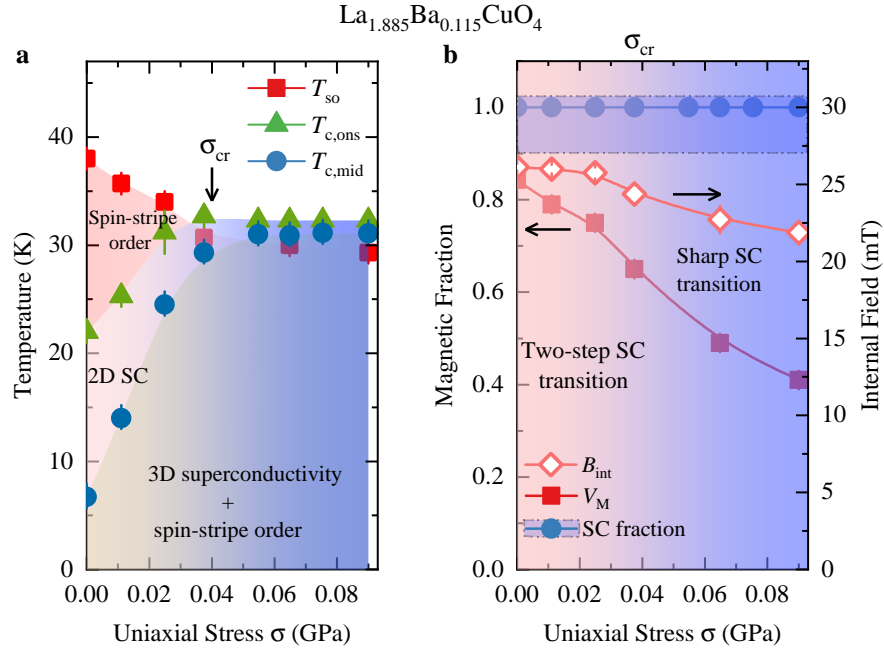 La1.885Ba0.115CuO4
a
Tso
Tc,ons
Tc,mid
σcr
Spin-stripe
order
2D SC
3D superconductivity
+
spin-stripe order
Temperature (K)
40
30
20
10
0
0.00 0.02 0.04 0.06 0.08
Uniaxial Stress σ (GPa)
b
σcr
Sharp SC
transition
Two-step SC
transition
Bint
VM
SC fraction
Magnetic Fraction
1.0
0.8
0.6
0.4
0.2
0.0
Internal Field (mT)
30
25
20
15
10
5
0
0.00 0.02 0.04 0.06 0.08
Uniaxial Stress σ (GPa)